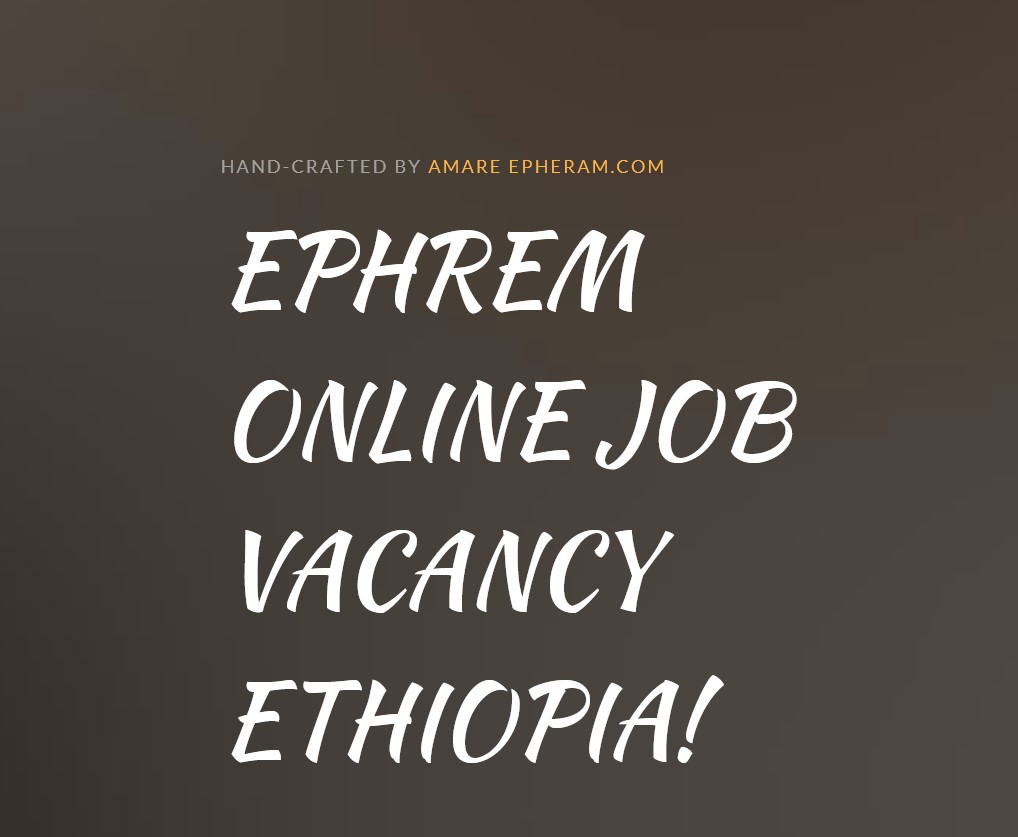 HAND-CRAFTED BY AMARE EPHERAM.COM
EPHREM
ONLINE JOB
VACANCY
ETHIOPIA!